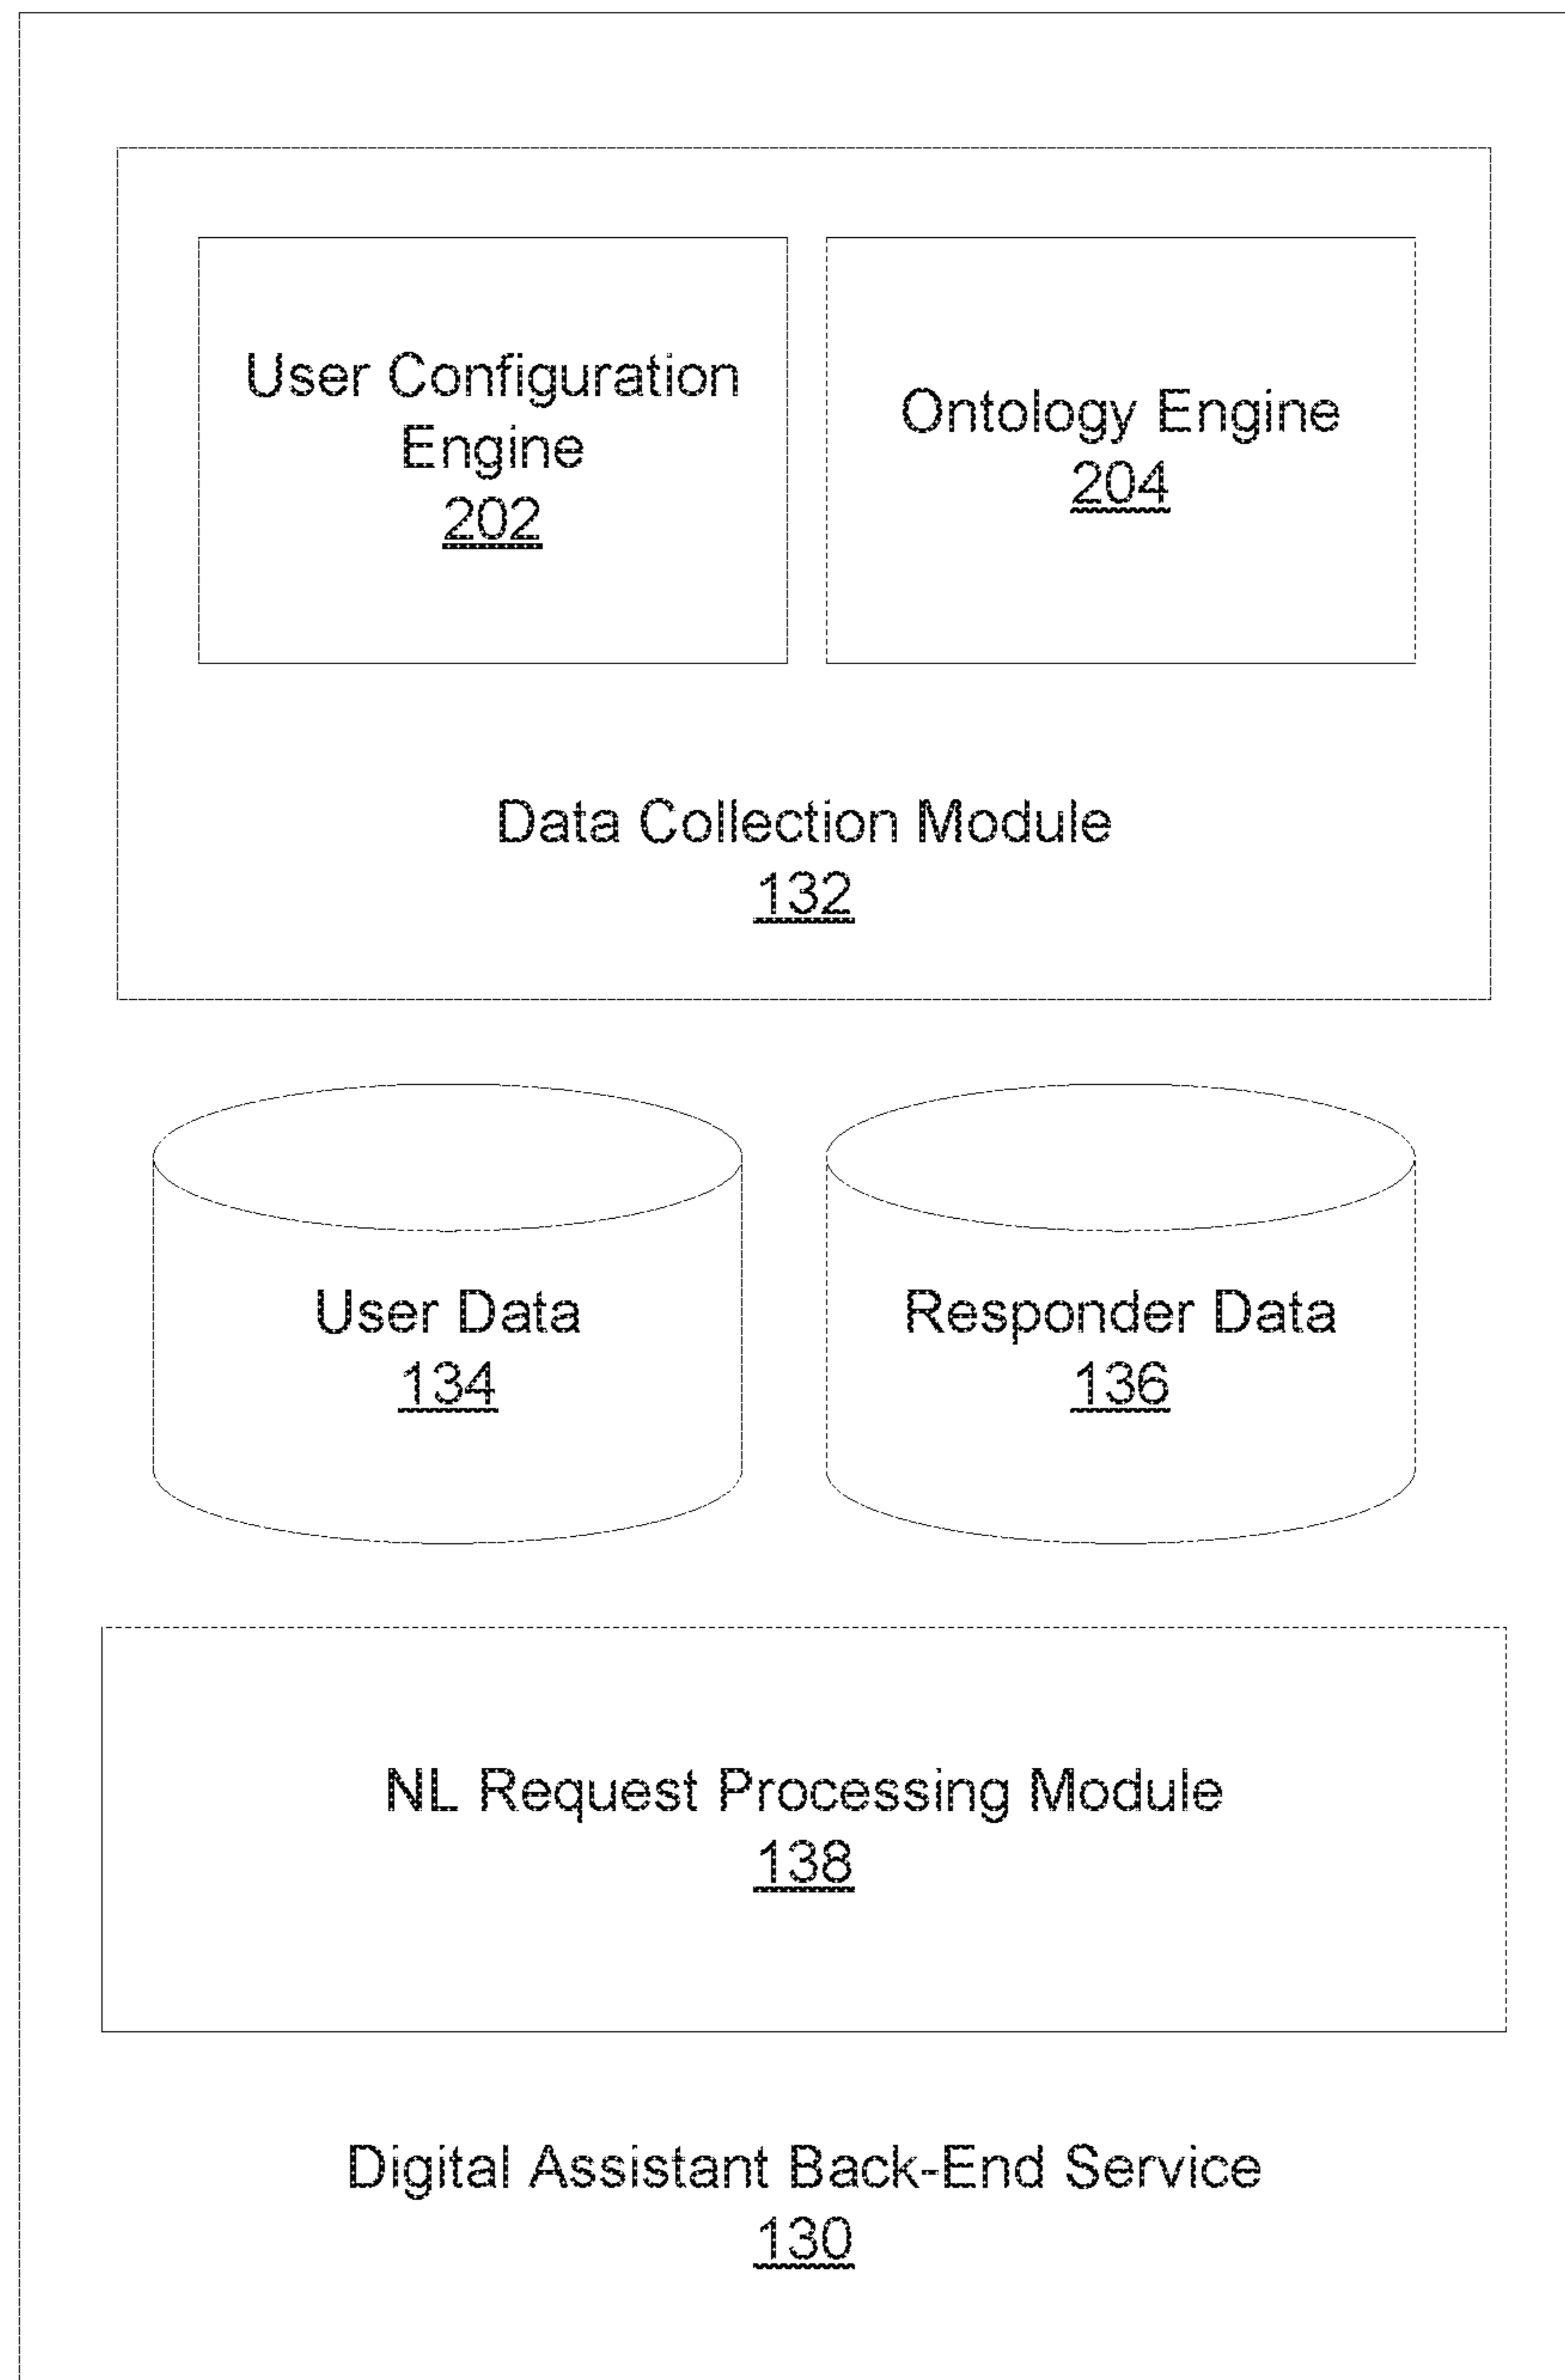 User Configuration
Engine
202
Ontology Engine
204
Data Collection Module
132
User Data
134
Responder Data
136
NL Request Processing Module
138
Digital Assistant Back-End Service
130